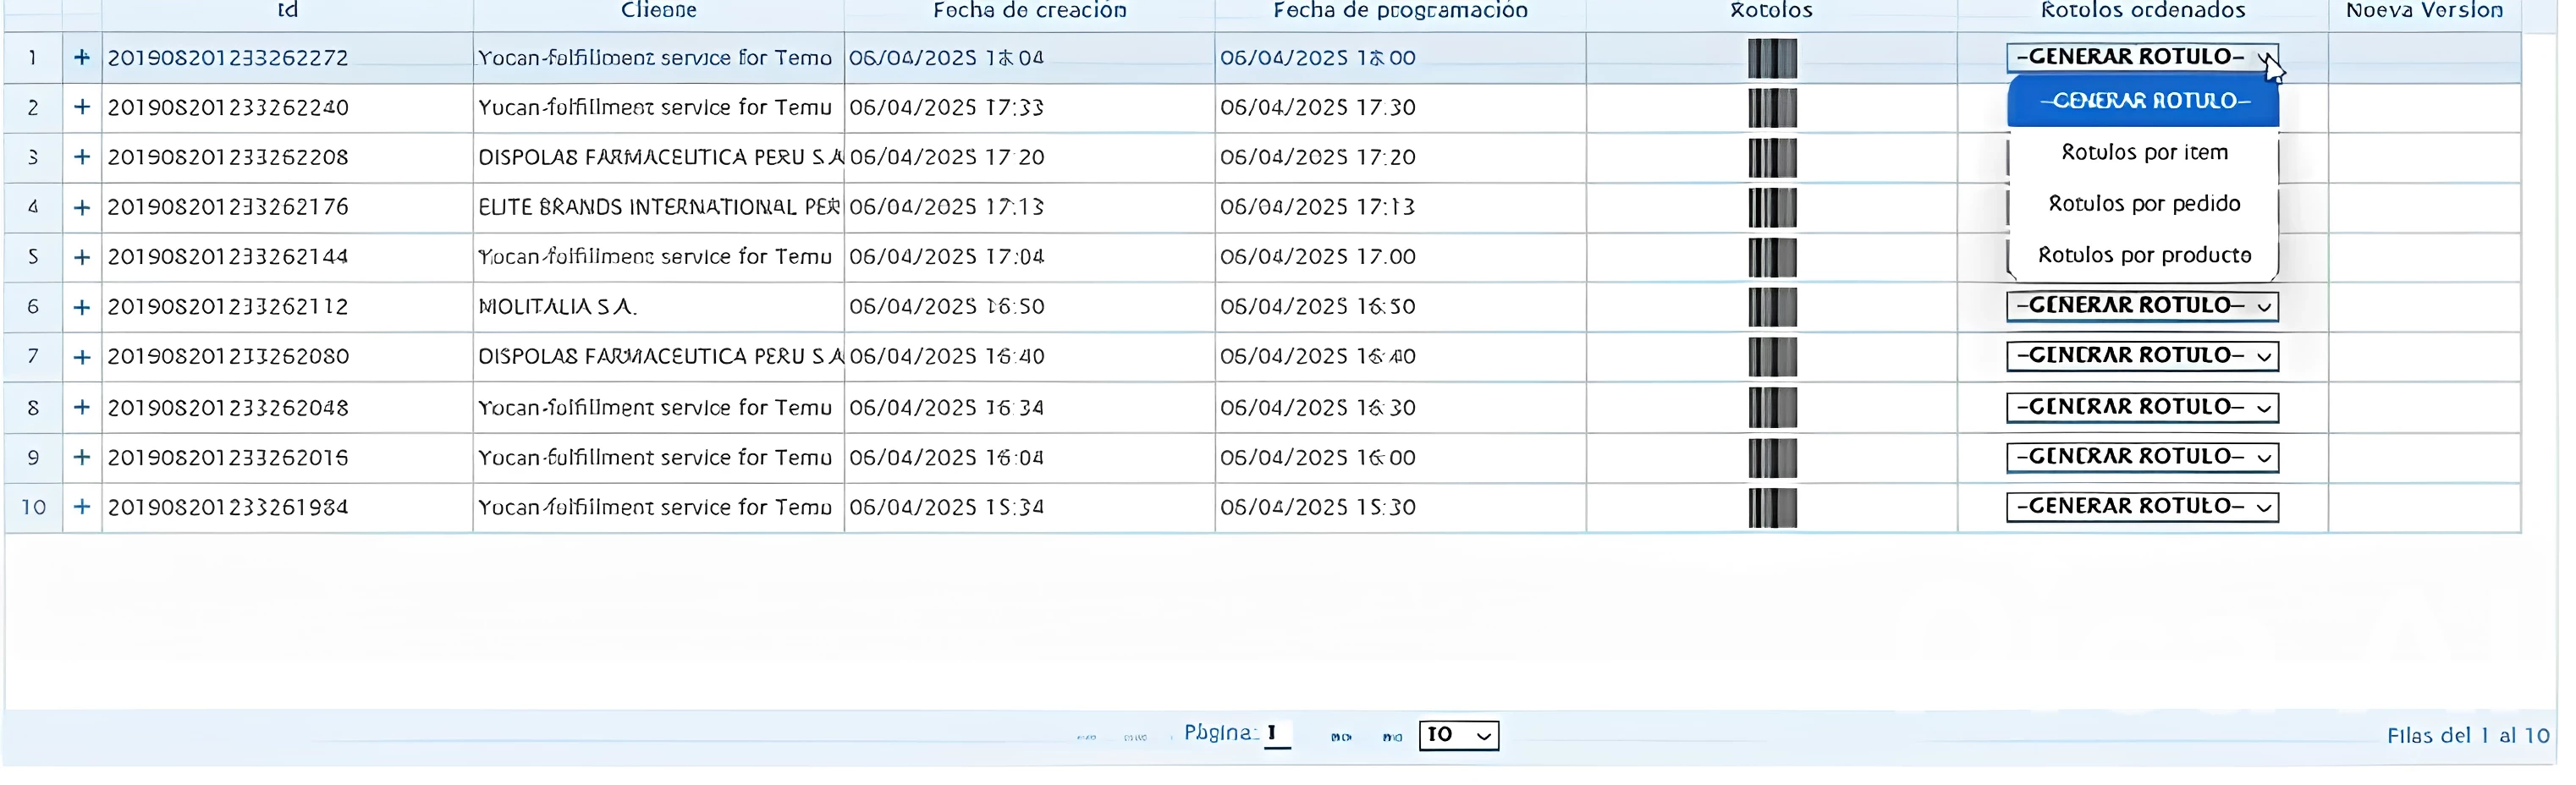 Id Cliente Fecha de creación Fecha de programación Rotulos Rotulos ordenados Nueva Version
1 + 201908201233262272 Yocan-fulfillment service for Temu 06/04/2025 18:04 06/04/2025 18:00 -GENERAR ROTULO-
2 + 201908201233262240 Yocan-fulfillment service for Temu 06/04/2025 17:33 06/04/2025 17:30 -GENERAR ROTULO-
3 + 201908201233262208 DISPOLAB FARMACEUTICA PERU S A 06/04/2025 17:20 06/04/2025 17:20 Rotulos por item
4 + 201908201233262176 ELITE BRANDS INTERNATIONAL PER 06/04/2025 17:13 06/04/2025 17:13 Rotulos por pedido
5 + 201908201233262144 Yocan-fulfillment service for Temu 06/04/2025 17:04 06/04/2025 17:00 Rotulos por producto
6 + 201908201233262112 MOLITALIA S.A. 06/04/2025 16:50 06/04/2025 16:50 -GENERAR ROTULO-
7 + 201908201233262080 DISPOLAB FARMACEUTICA PERU S A 06/04/2025 16:40 06/04/2025 16:40 -GENERAR ROTULO-
8 + 201908201233262048 Yocan-fulfillment service for Temu 06/04/2025 16:34 06/04/2025 16:30 -GENERAR ROTULO-
9 + 201908201233262016 Yocan-fulfillment service for Temu 06/04/2025 16:04 06/04/2025 16:00 -GENERAR ROTULO-
10 + 201908201233261984 Yocan-fulfillment service for Temu 06/04/2025 15:34 06/04/2025 15:30 -GENERAR ROTULO-
Página: 1 10 Filas del 1 al 10